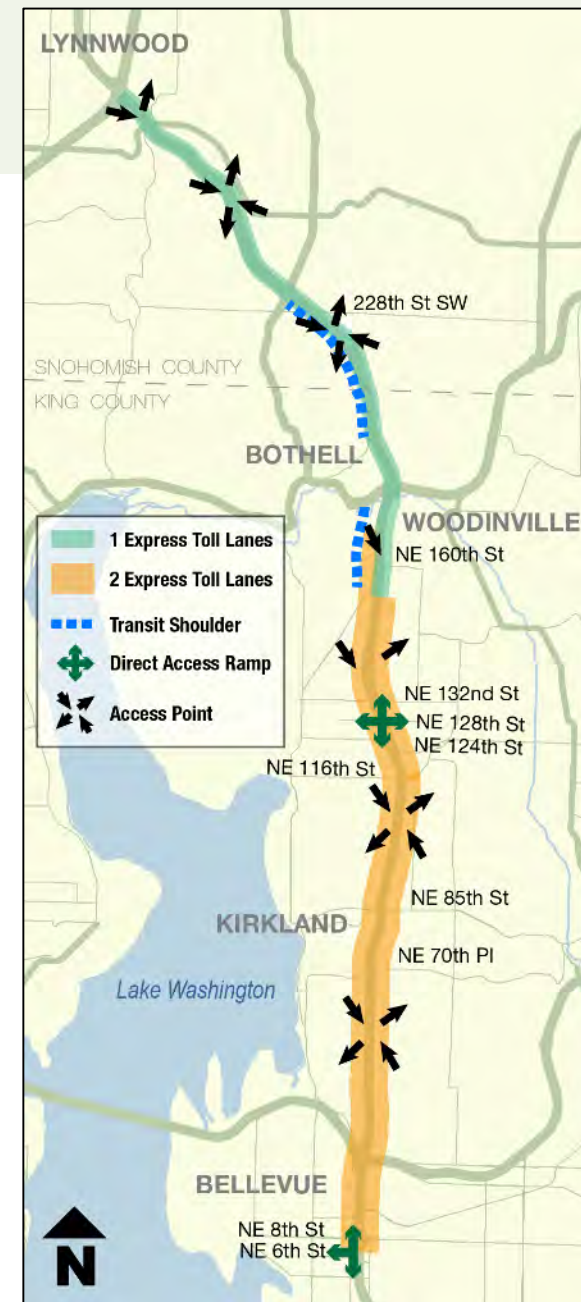 LYNNWOOD
228th St SW
SNOHOMISH COUNTY
KING COUNTY
BOTHELL
WOODINVILLE
NE 160th St
1 Express Toll Lanes
2 Express Toll Lanes
Transit Shoulder
Direct Access Ramp
Access Point
NE 132nd St
NE 128th St
NE 124th St
NE 116th St
NE 85th St
KIRKLAND
NE 70th Pl
Lake Washington
BELLEVUE
NE 8th St
NE 6th St
N